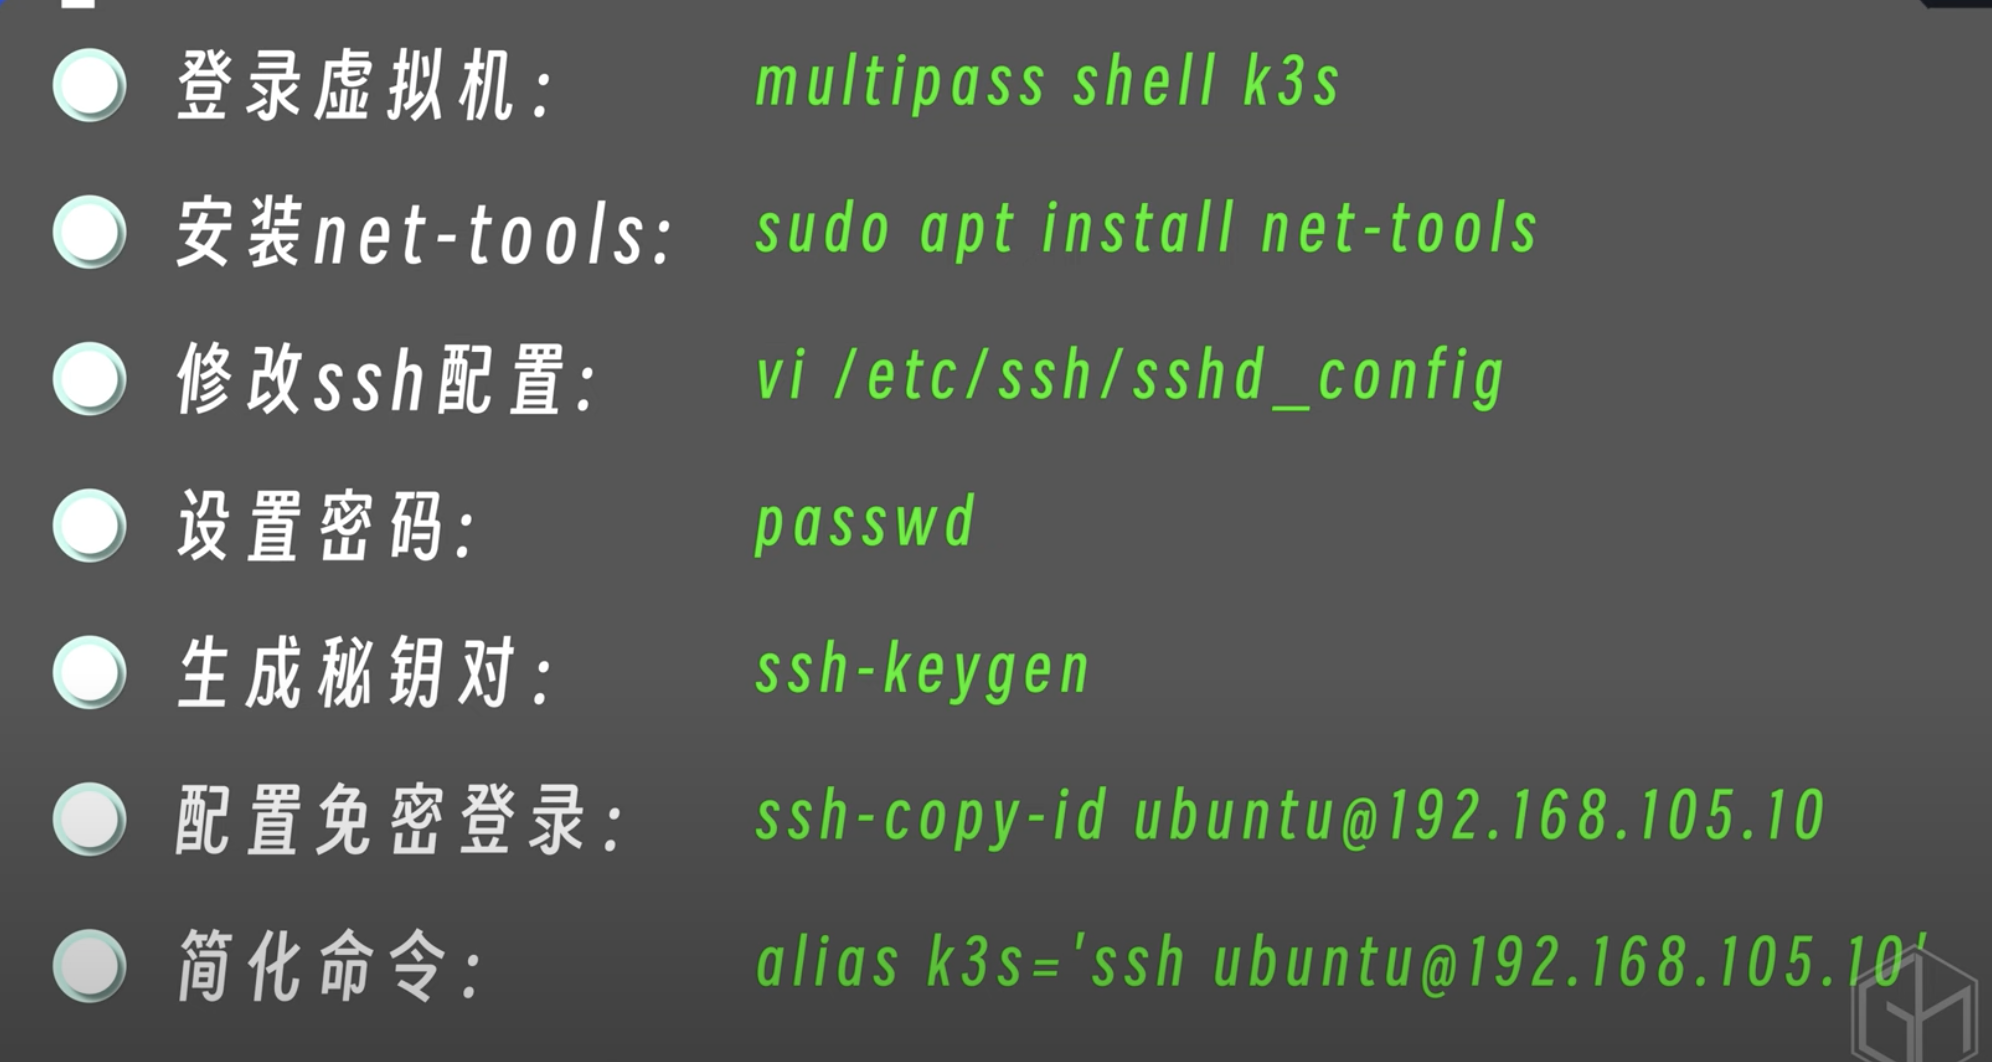 登录虚拟机: multipass shell k3s
安装net-tools: sudo apt install net-tools
修改ssh配置: vi /etc/ssh/sshd_config
设置密码: passwd
生成秘钥对: ssh-keygen
配置免密登录: ssh-copy-id ubuntu@192.168.105.10
简化命令: alias k3s='ssh ubuntu@192.168.105.10'